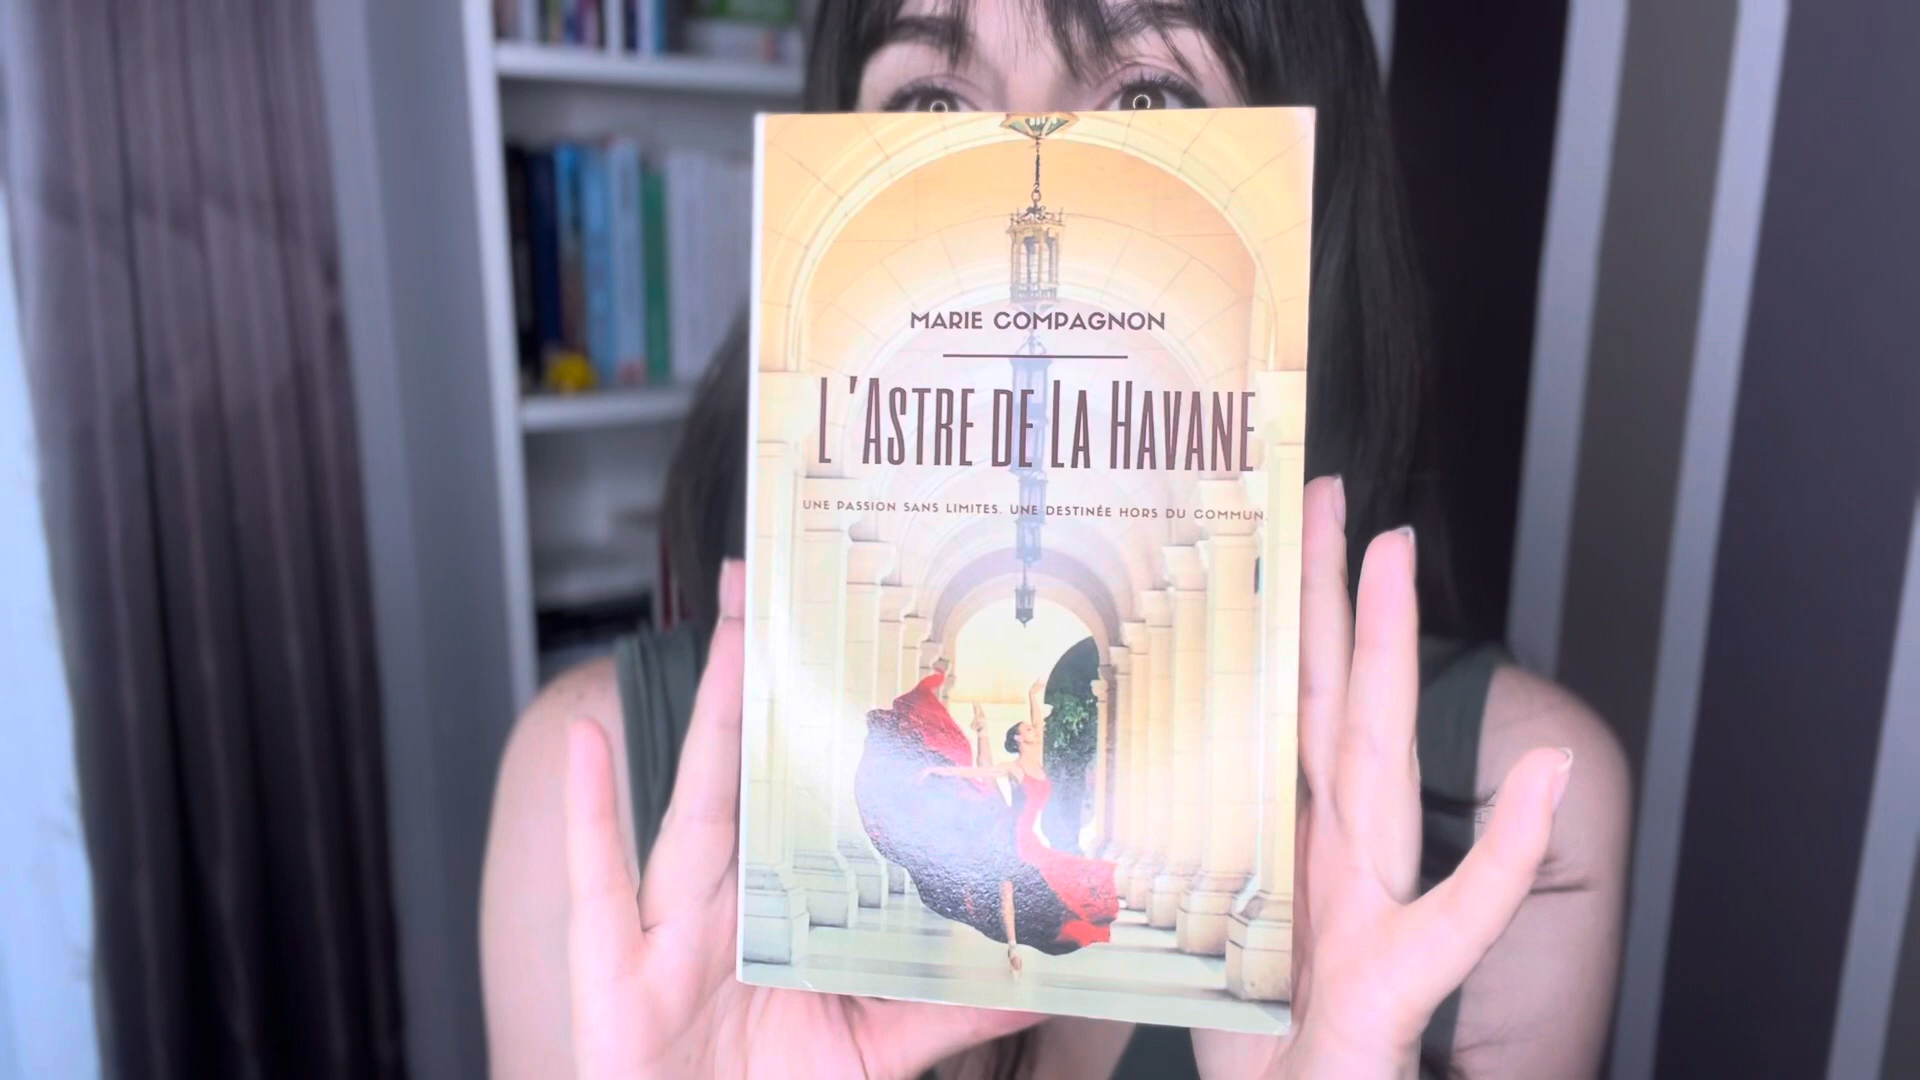 MARIE COMPAGNON
L'ASTRE DE LA HAVANE
UNE PASSION SANS LIMITES. UNE DESTINÉE HORS DU COMMUN.